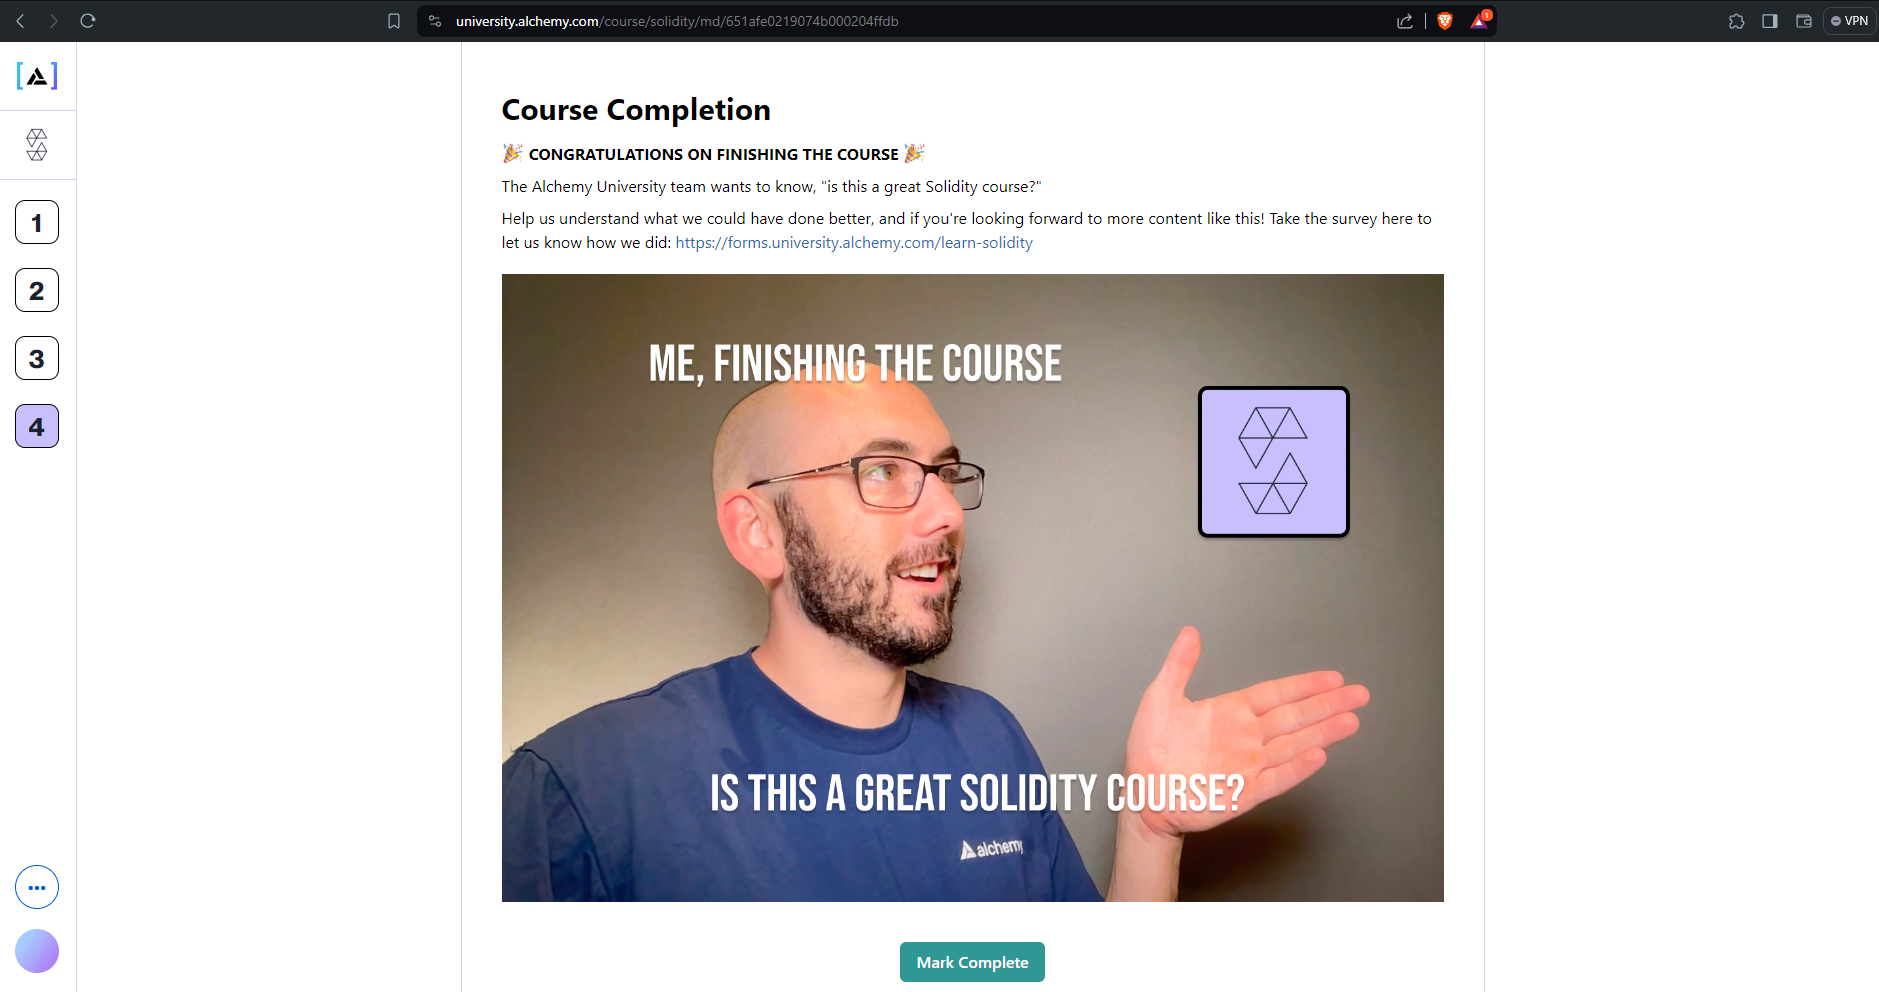 university.alchemy.com/course/solidity/md/651afe0219074b000204ffdb
1
VPN
Course Completion
🎉 CONGRATULATIONS ON FINISHING THE COURSE 🎉
The Alchemy University team wants to know, "is this a great Solidity course?"
Help us understand what we could have done better, and if you're looking forward to more content like this! Take the survey here to
let us know how we did: https://forms.university.alchemy.com/learn-solidity
1
2
3
4
ME, FINISHING THE COURSE
IS THIS A GREAT SOLIDITY COURSE?
alchemy
Mark Complete